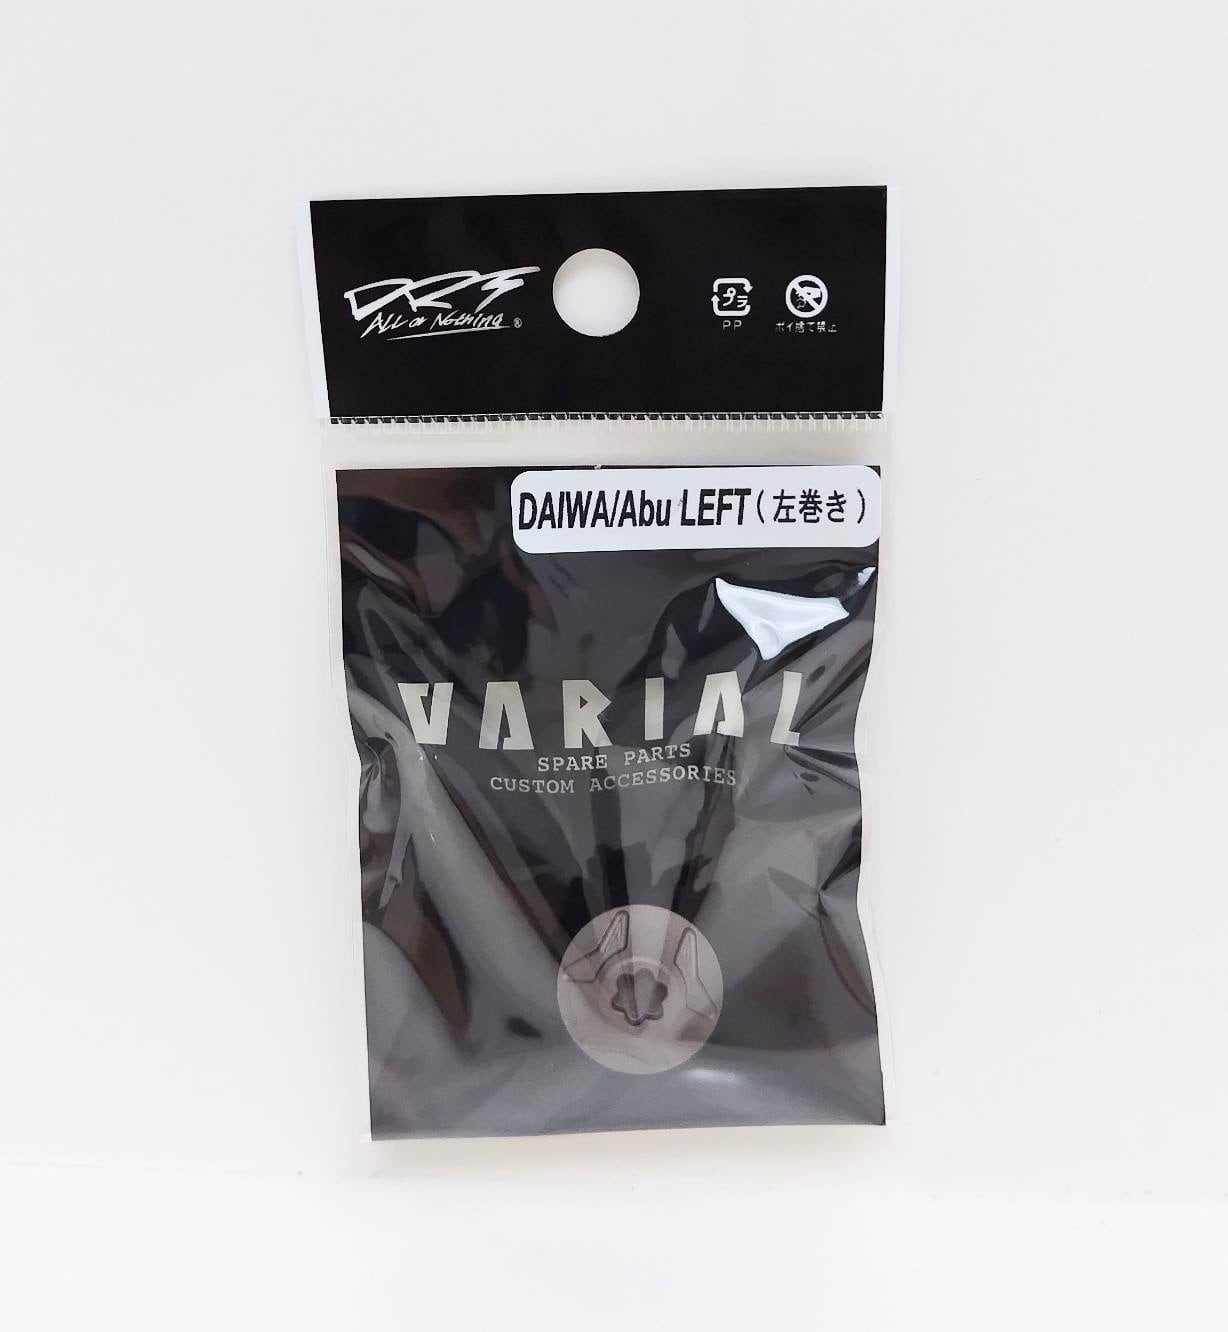 DRT
ALL or Nothing ®
プラ
PP
ポイ捨て禁止
DAIWA/Abu LEFT(左巻き)
VARIAL
SPARE PARTS
CUSTOM ACCESSORIES